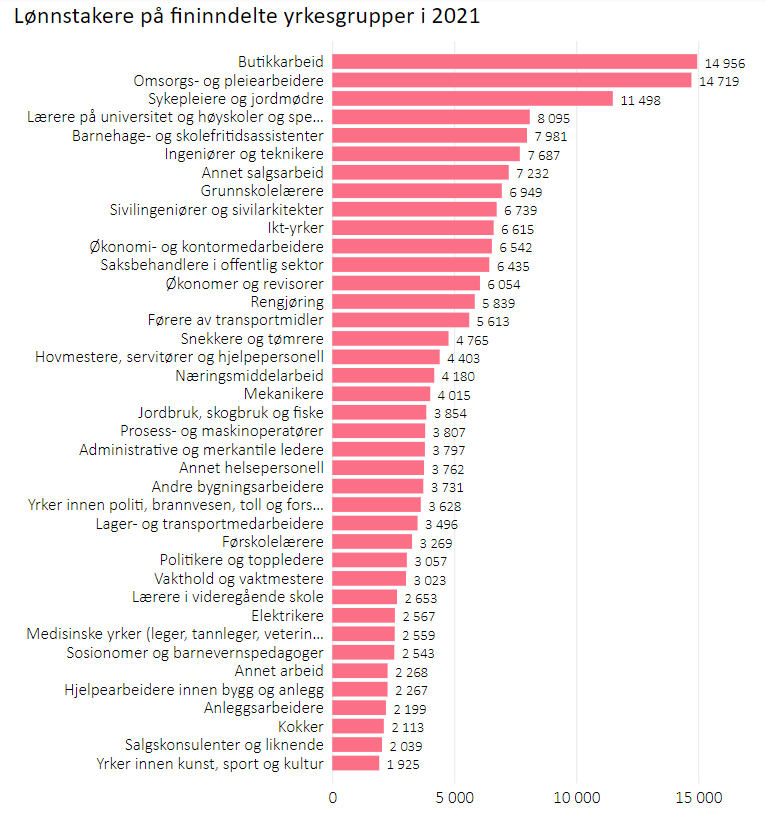 Lønnstakere på fininndelte yrkesgrupper i 2021
Butikkarbeid 14 956
Omsorgs- og pleiearbeidere 14 719
Sykepleiere og jordmødre 11 498
Lærere på universitet og høyskoler og spe... 8 095
Barnehage- og skolefritidsassistenter 7 981
Ingeniører og teknikere 7 687
Annet salgsarbeid 7 232
Grunnskolelærere 6 949
Sivilingeniører og sivilarkitekter 6 739
Ikt-yrker 6 615
Økonomi- og kontormedarbeidere 6 542
Saksbehandlere i offentlig sektor 6 435
Økonomer og revisorer 6 054
Rengjøring 5 839
Førere av transportmidler 5 613
Snekkere og tømrere 4 765
Hovmestere, servitører og hjelpepersonell 4 403
Næringsmiddelarbeid 4 180
Mekanikere 4 015
Jordbruk, skogbruk og fiske 3 854
Prosess- og maskinoperatører 3 807
Administrative og merkantile ledere 3 797
Annet helsepersonell 3 762
Andre bygningsarbeidere 3 731
Yrker innen politi, brannvesen, toll og fors... 3 628
Lager- og transportmedarbeidere 3 496
Førskolelærere 3 269
Politikere og toppledere 3 057
Vakthold og vaktmestere 3 023
Lærere i videregående skole 2 653
Elektrikere 2 567
Medisinske yrker (leger, tannleger, veterin... 2 559
Sosionomer og barnevernspedagoger 2 543
Annet arbeid 2 268
Hjelpearbeidere innen bygg og anlegg 2 267
Anleggsarbeidere 2 199
Kokker 2 113
Salgskonsulenter og liknende 2 039
Yrker innen kunst, sport og kultur 1 925
0 5 000 10 000 15 000